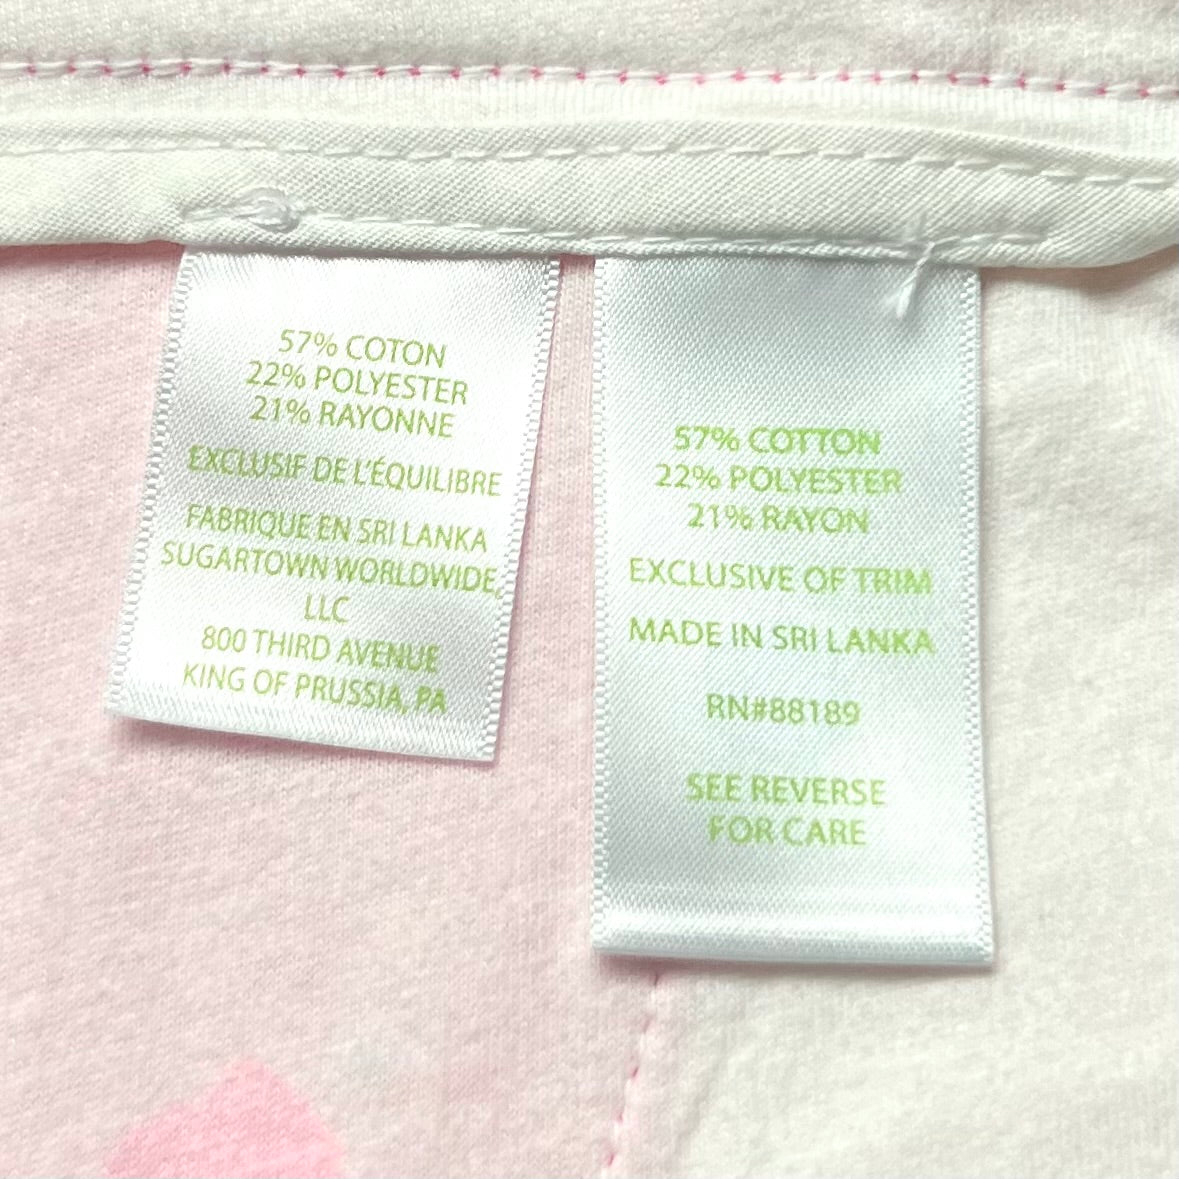 57% COTON
22% POLYESTER
21% RAYONNE
EXCLUSIF DE L'ÉQUILIBRE
FABRIQUE EN SRI LANKA
SUGARTOWN WORLDWIDE,
LLC
800 THIRD AVENUE
KING OF PRUSSIA, PA
57% COTTON
22% POLYESTER
21% RAYON
EXCLUSIVE OF TRIM
MADE IN SRI LANKA
RN#88189
SEE REVERSE
FOR CARE